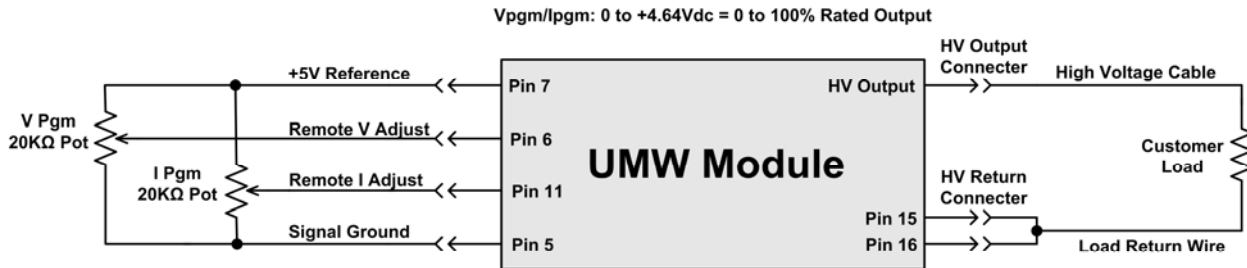 Vpgm/Ipgm: 0 to +4.64Vdc = 0 to 100% Rated Output
+5V Reference
Pin 7
V Pgm
20KΩ Pot
Remote V Adjust
Pin 6
I Pgm
20KΩ Pot
Remote I Adjust
Pin 11
Signal Ground
Pin 5
UMW Module
HV Output
HV Output
Connecter
High Voltage Cable
Customer
Load
HV Return
Connecter
Pin 15
Pin 16
Load Return Wire